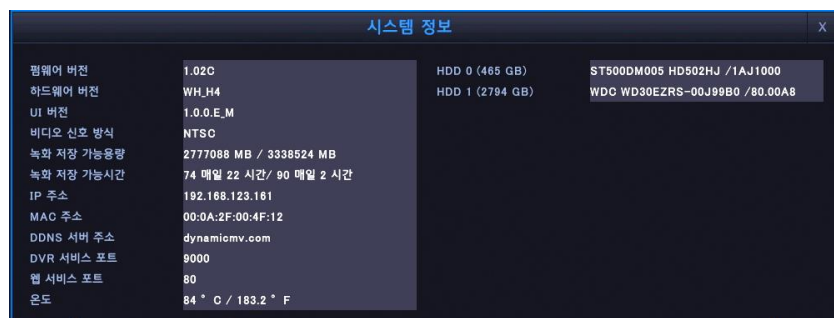 시스템 정보 X
펌웨어 버전 1.02C
하드웨어 버전 WH_H4
UI 버전 1.0.0.E_M
비디오 신호 방식 NTSC
녹화 저장 가능용량 2777088 MB / 3338524 MB
녹화 저장 가능시간 74 매일 22 시간/ 90 매일 2 시간
IP 주소 192.168.123.161
MAC 주소 00:0A:2F:00:4F:12
DDNS 서버 주소 dynamicmv.com
DVR 서비스 포트 9000
웹 서비스 포트 80
온도 84 ° C / 183.2 ° F
HDD 0 (465 GB) ST500DM005 HD502HJ /1AJ1000
HDD 1 (2794 GB) WDC WD30EZRS-00J99B0 /80.00A8